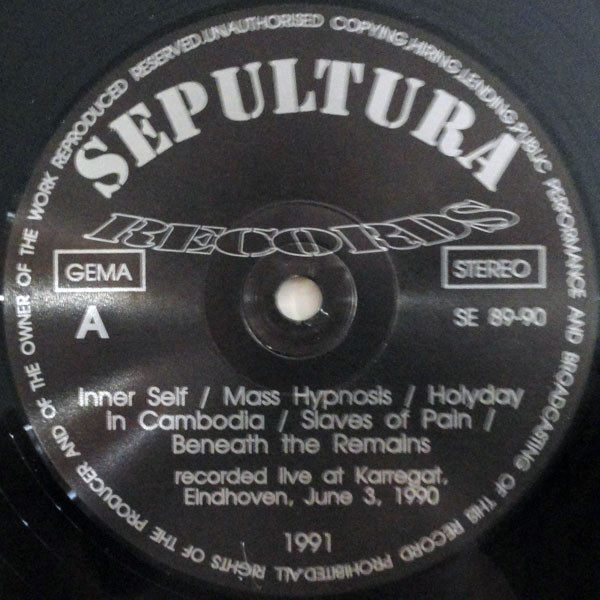 ALL RIGHTS OF THE PRODUCER AND OF THE OWNER OF THE WORK REPRODUCED RESERVED.UNAUTHORISED COPYING,HIRING,LENDING,PUBLIC PERFORMANCE AND BROADCASTING OF THIS RECORD PROHIBITED.
SEPULTURA
RECORDS
GEMA
STEREO
A
SE 89-90
Inner Self / Mass Hypnosis / Holyday
in Cambodia / Slaves of Pain /
Beneath the Remains
recorded live at Karregat,
Eindhoven, June 3, 1990
1991